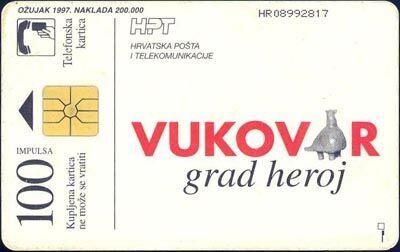 OŽUJAK 1997. NAKLADA 200.000
HR08992817
Telefonska
kartica
HPT
HRVATSKA POŠTA
I TELEKOMUNIKACIJE
100
IMPULSA
Kupljena kartica
ne može se vratiti
VUKOVAR
grad heroj